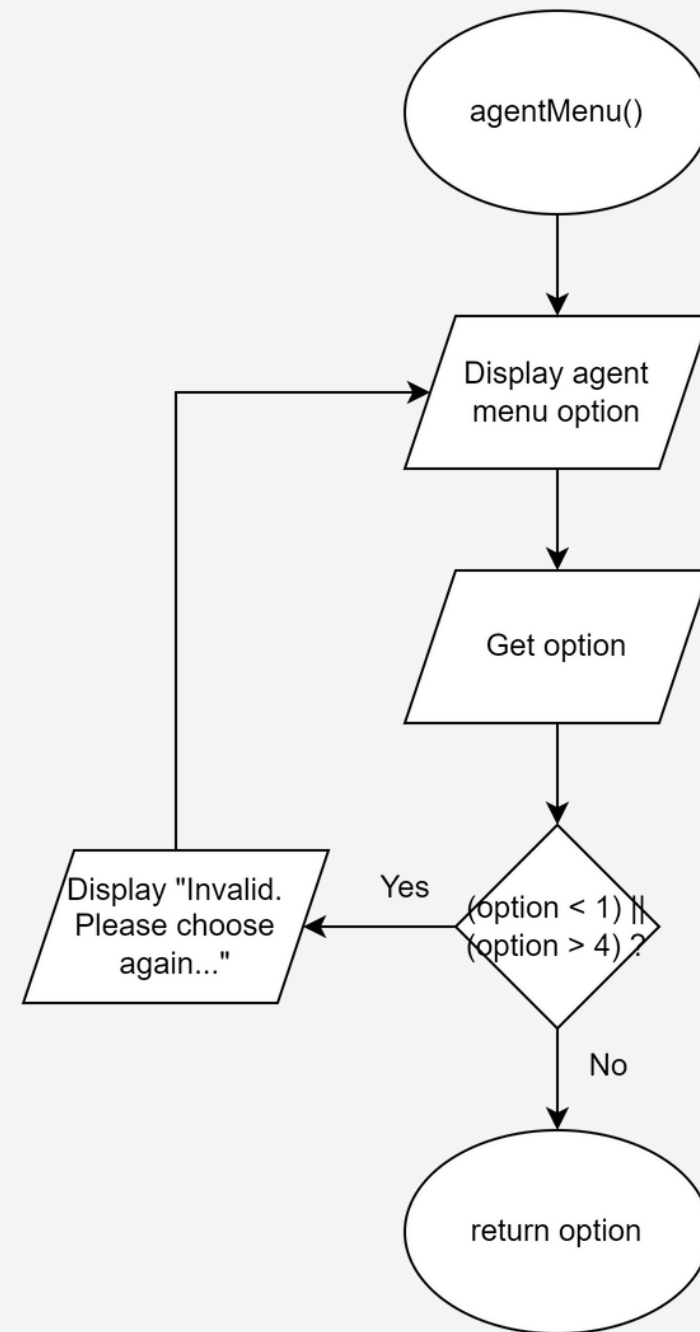 agentMenu()
Display agent
menu option
Get option
Display "Invalid.
Please choose
again..."
Yes
(option < 1) ||
(option > 4) ?
No
return option